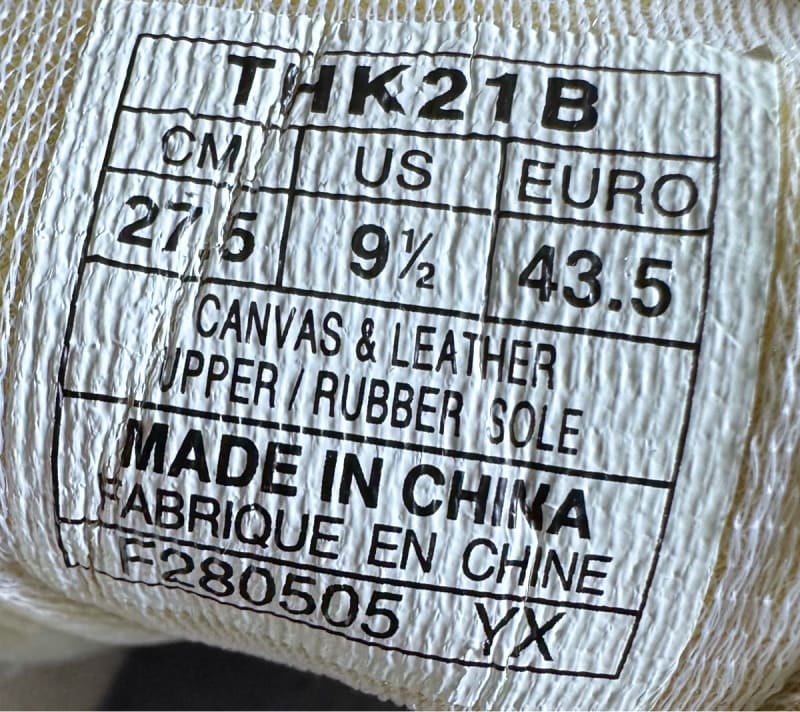 THK21B
CM US EURO
27.5 9½ 43.5
CANVAS & LEATHER
UPPER / RUBBER SOLE
MADE IN CHINA
FABRIQUE EN CHINE
F280505 YX